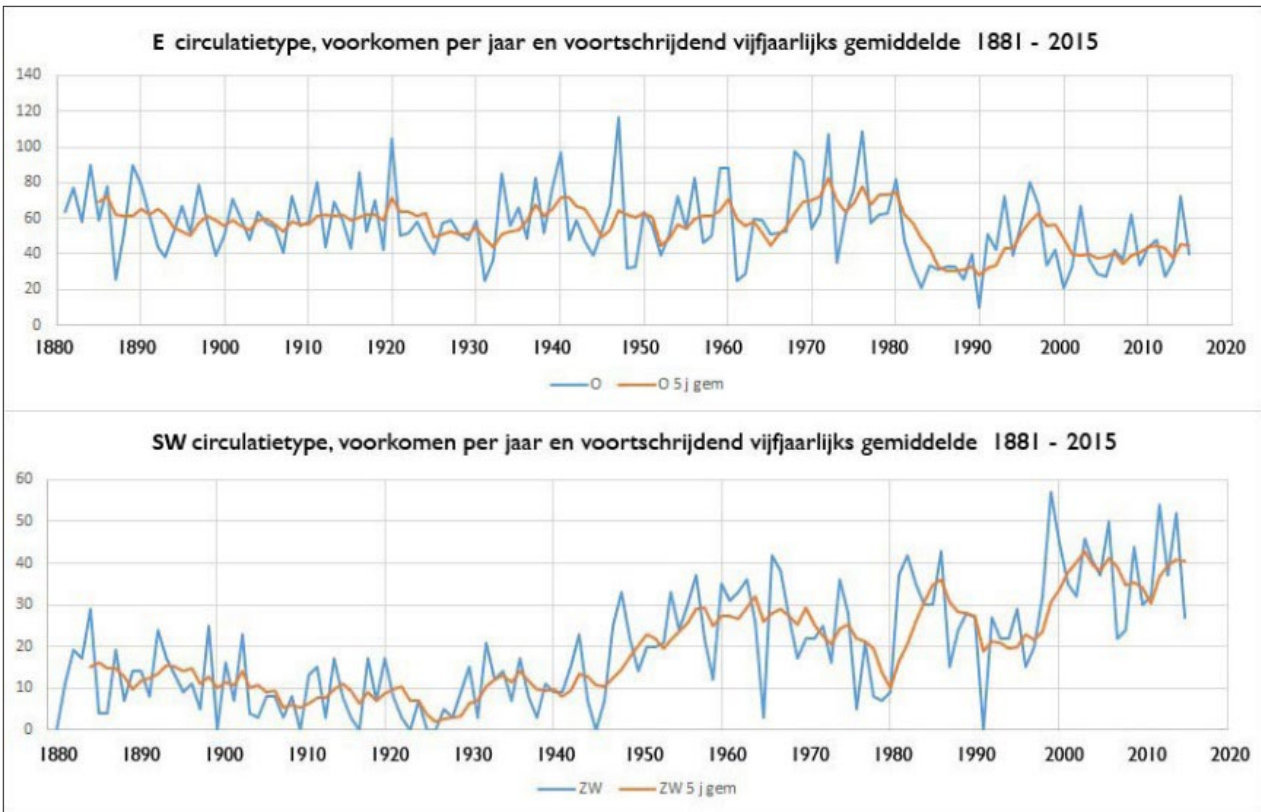 E circulatietype, voorkomen per jaar en voortschrijdend vijfjaarlijks gemiddelde 1881 - 2015
140
120
100
80
60
40
20
0
1880 1890 1900 1910 1920 1930 1940 1950 1960 1970 1980 1990 2000 2010 2020
O O 5 j gem
SW circulatietype, voorkomen per jaar en voortschrijdend vijfjaarlijks gemiddelde 1881 - 2015
60
50
40
30
20
10
0
1880 1890 1900 1910 1920 1930 1940 1950 1960 1970 1980 1990 2000 2010 2020
ZW ZW 5 j gem